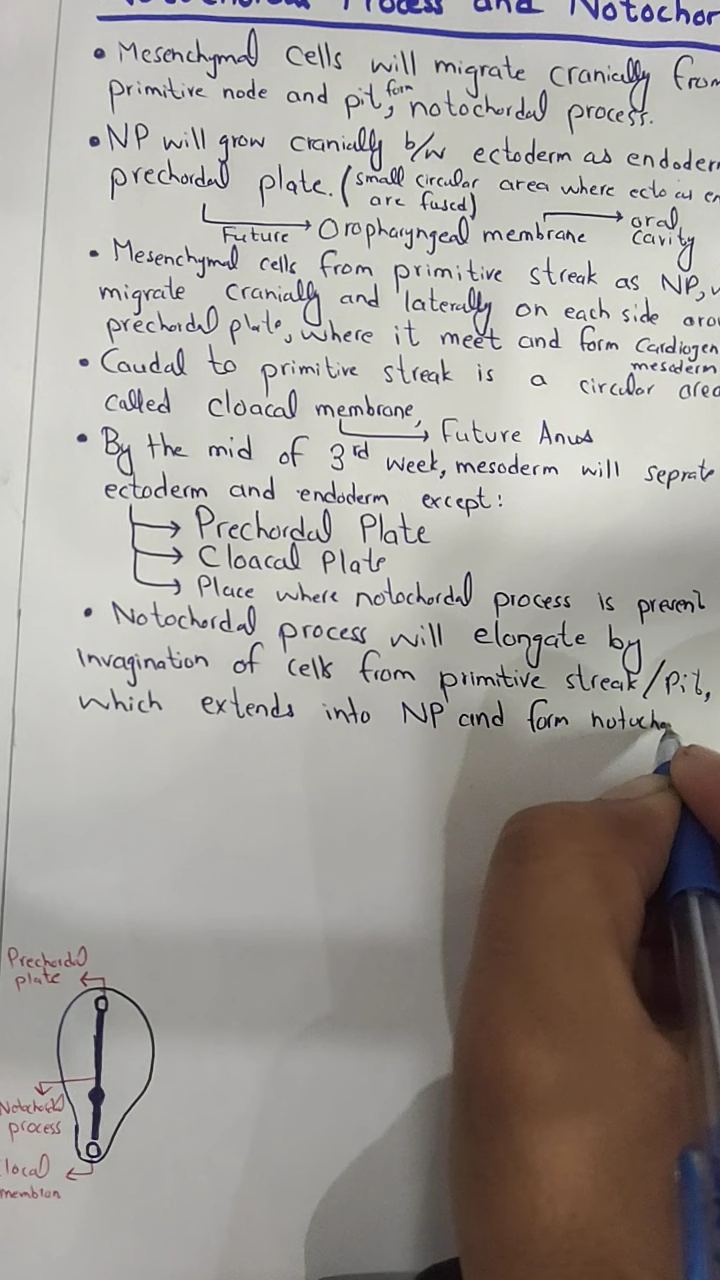 Process and Notochor
• Mesenchymal cells will migrate cranially from
primitive node and pit, form notochordal process.
• NP will grow cranially b/w ectoderm as endoder
prechordal plate. (small circular area where ecto as en
are fused)
Future Oropharyngeal membrane oral
cavity
• Mesenchymal cells from primitive streak as NP,
migrate cranially and laterally on each side aro
prechordal plate, where it meet and form Cardiogen
mesoderm
• Caudal to primitive streak is a circular area
called cloacal membrane,
Future Anus
• By the mid of 3rd week, mesoderm will seprate
ectoderm and endoderm except:
Prechordal Plate
Cloacal Plate
Place where notochordal process is present
• Notochordal process will elongate by
Invagination of cells from primitive streak/Pit,
which extends into NP and form notocho
Prechordal
plate
Notochordal
process
local
membran